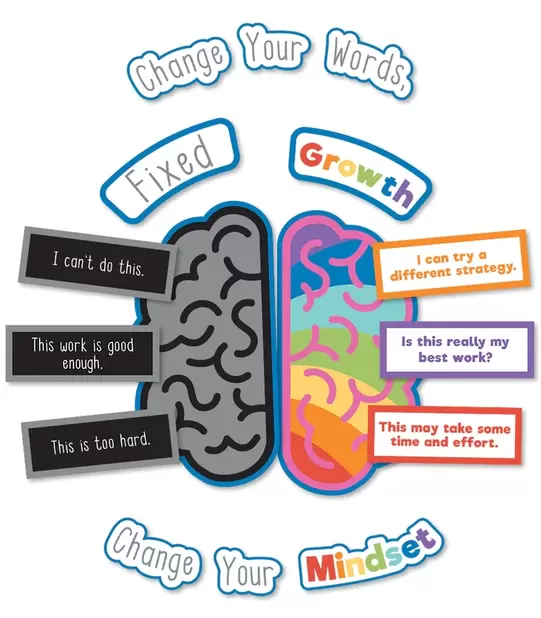 Change Your Words,
Fixed
Growth
I can't do this.
I can try a
different strategy.
This work is good
enough.
Is this really my
best work?
This is too hard.
This may take some
time and effort.
Change Your Mindset